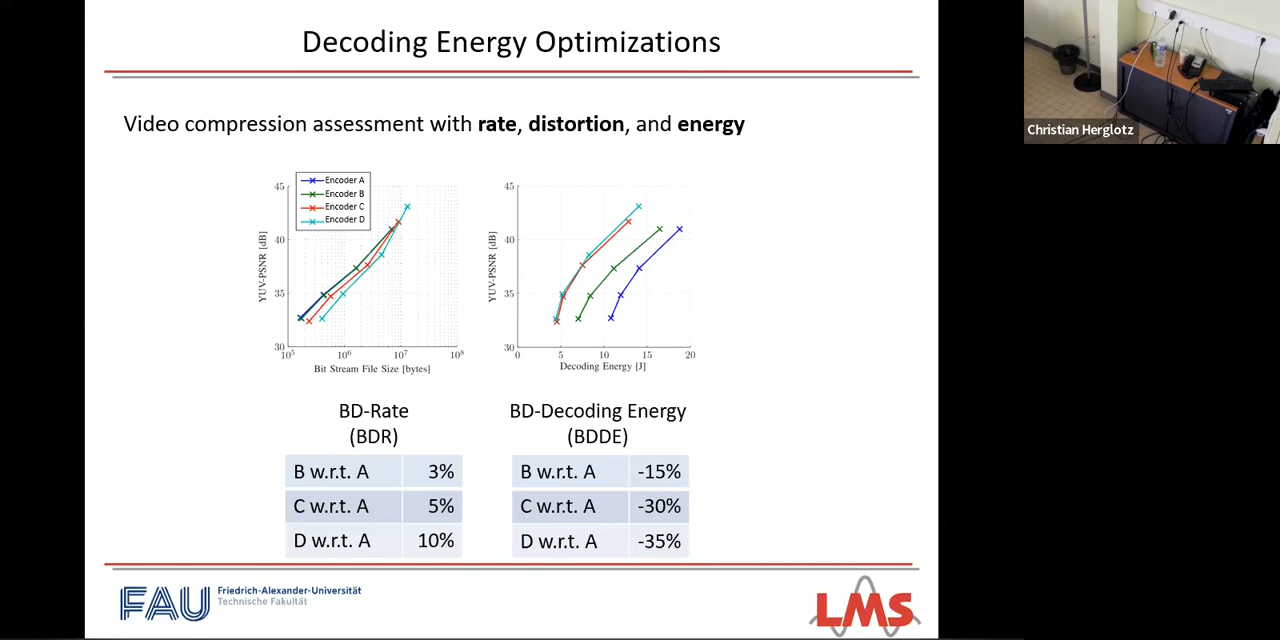 Decoding Energy Optimizations
Christian Herglotz
Video compression assessment with rate, distortion, and energy
Encoder A
Encoder B
Encoder C
Encoder D
45
40
35
30
YUV-PSNR [dB]
10^5 10^6 10^7 10^8
Bit Stream File Size [bytes]
45
40
35
30
YUV-PSNR [dB]
0 5 10 15 20
Decoding Energy [J]
BD-Rate
(BDR)
B w.r.t. A 3%
C w.r.t. A 5%
D w.r.t. A 10%
BD-Decoding Energy
(BDDE)
B w.r.t. A -15%
C w.r.t. A -30%
D w.r.t. A -35%
FAU Friedrich-Alexander-Universität
Technische Fakultät
LMS